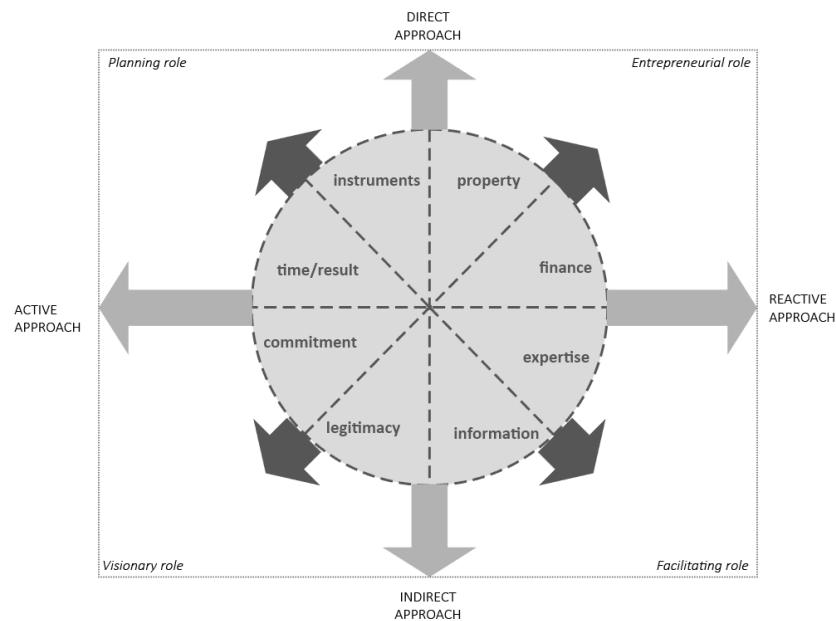 DIRECT
APPROACH
Planning role
Entrepreneurial role
instruments
property
time/result
finance
ACTIVE
APPROACH
REACTIVE
APPROACH
commitment
expertise
legitimacy
information
Visionary role
Facilitating role
INDIRECT
APPROACH